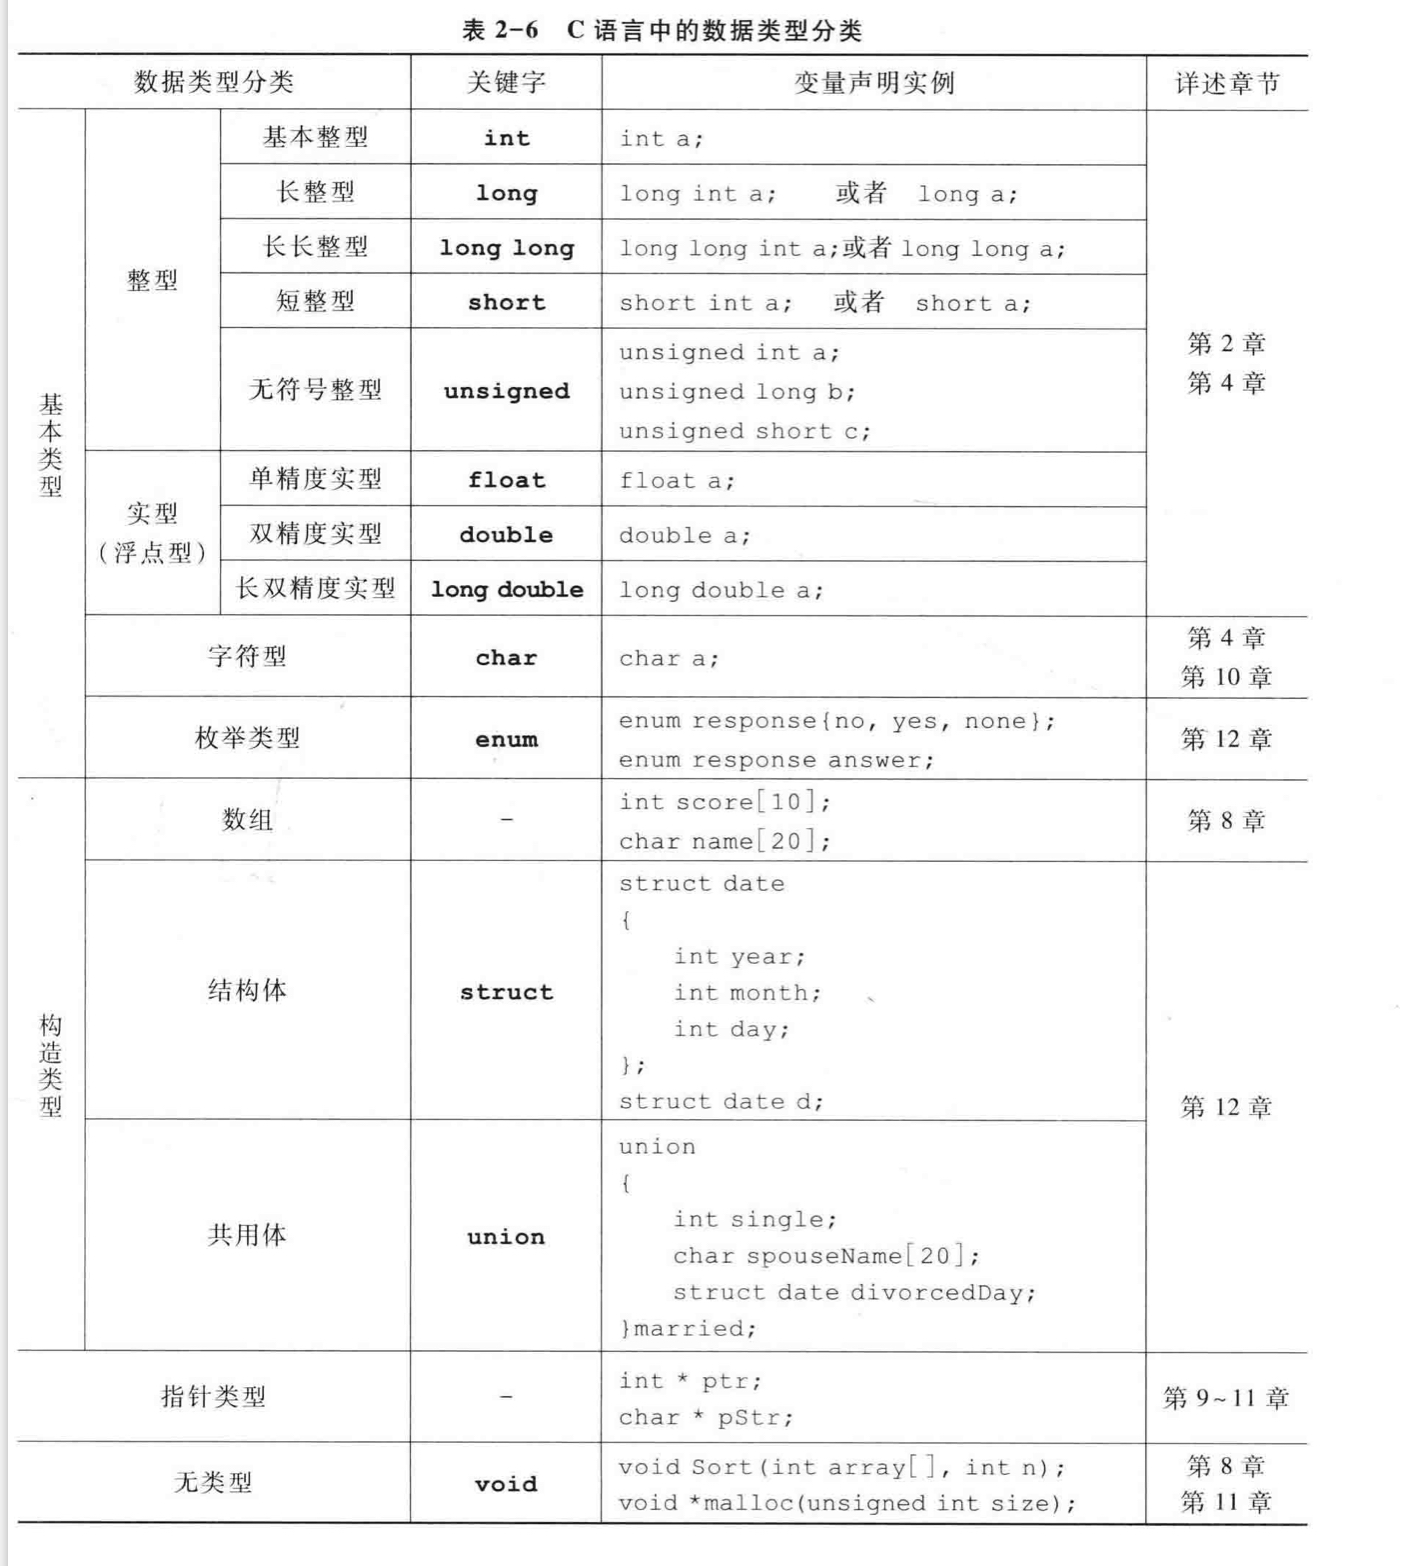 表 2-6 C 语言中的数据类型分类
数据类型分类 关键字 变量声明实例 详述章节
基本类型
整型
基本整型 int int a;
长整型 long long int a; 或者 long a;
长长整型 long long long long int a;或者 long long a;
短整型 short short int a; 或者 short a;
无符号整型 unsigned
unsigned int a;
unsigned long b;
unsigned short c;
第 2 章
第 4 章
实型
(浮点型)
单精度实型 float float a;
双精度实型 double double a;
长双精度实型 long double long double a;
字符型 char char a;
第 4 章
第 10 章
枚举类型 enum
enum response{no, yes, none};
enum response answer;
第 12 章
构造类型
数组 -
int score[10];
char name[20];
第 8 章
结构体 struct
struct date
{
int year;
int month;
int day;
};
struct date d;
第 12 章
共用体 union
union
{
int single;
char spouseName[20];
struct date divorcedDay;
}married;
指针类型 -
int * ptr;
char * pStr;
第 9~11 章
无类型 void
void Sort(int array[], int n);
void *malloc(unsigned int size);
第 8 章
第 11 章